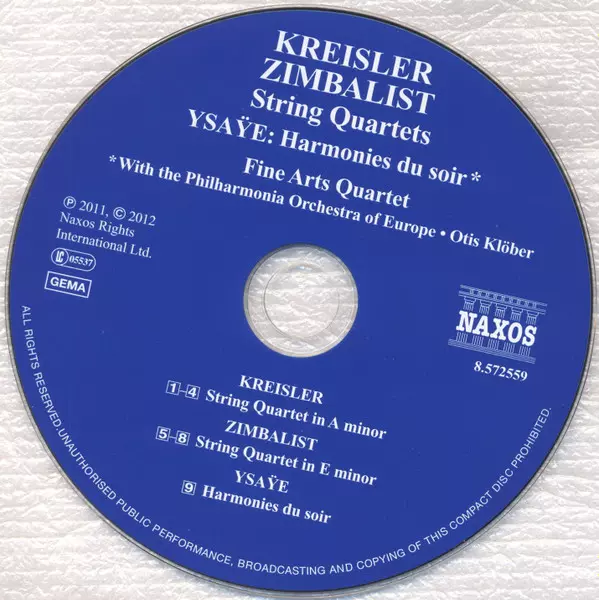 KREISLER
ZIMBALIST
String Quartets
YSAŸE: Harmonies du soir*
Fine Arts Quartet
*With the Philharmonia Orchestra of Europe • Otis Klöber
℗ 2011, © 2012
Naxos Rights
International Ltd.
LC 05537
GEMA
NAXOS
8.572559
KREISLER
1–4 String Quartet in A minor
ZIMBALIST
5–8 String Quartet in E minor
YSAŸE
9 Harmonies du soir
ALL RIGHTS RESERVED.UNAUTHORISED PUBLIC PERFORMANCE, BROADCASTING AND COPYING OF THIS COMPACT DISC PROHIBITED.